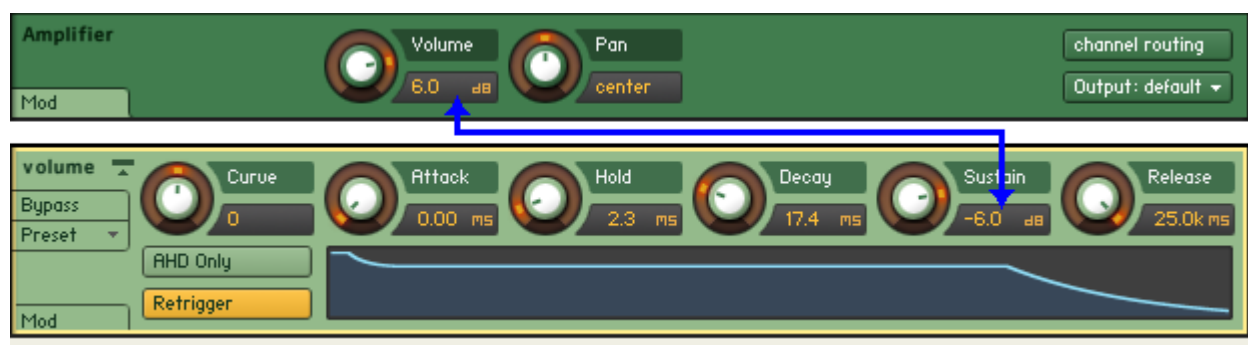 Amplifier
Volume
6.0 dB
Pan
center
channel routing
Output: default
Mod
volume
Bypass
Preset
Curve
0
Attack
0.00 ms
Hold
2.3 ms
Decay
17.4 ms
Sustain
-6.0 dB
Release
25.0k ms
AHD Only
Retrigger
Mod